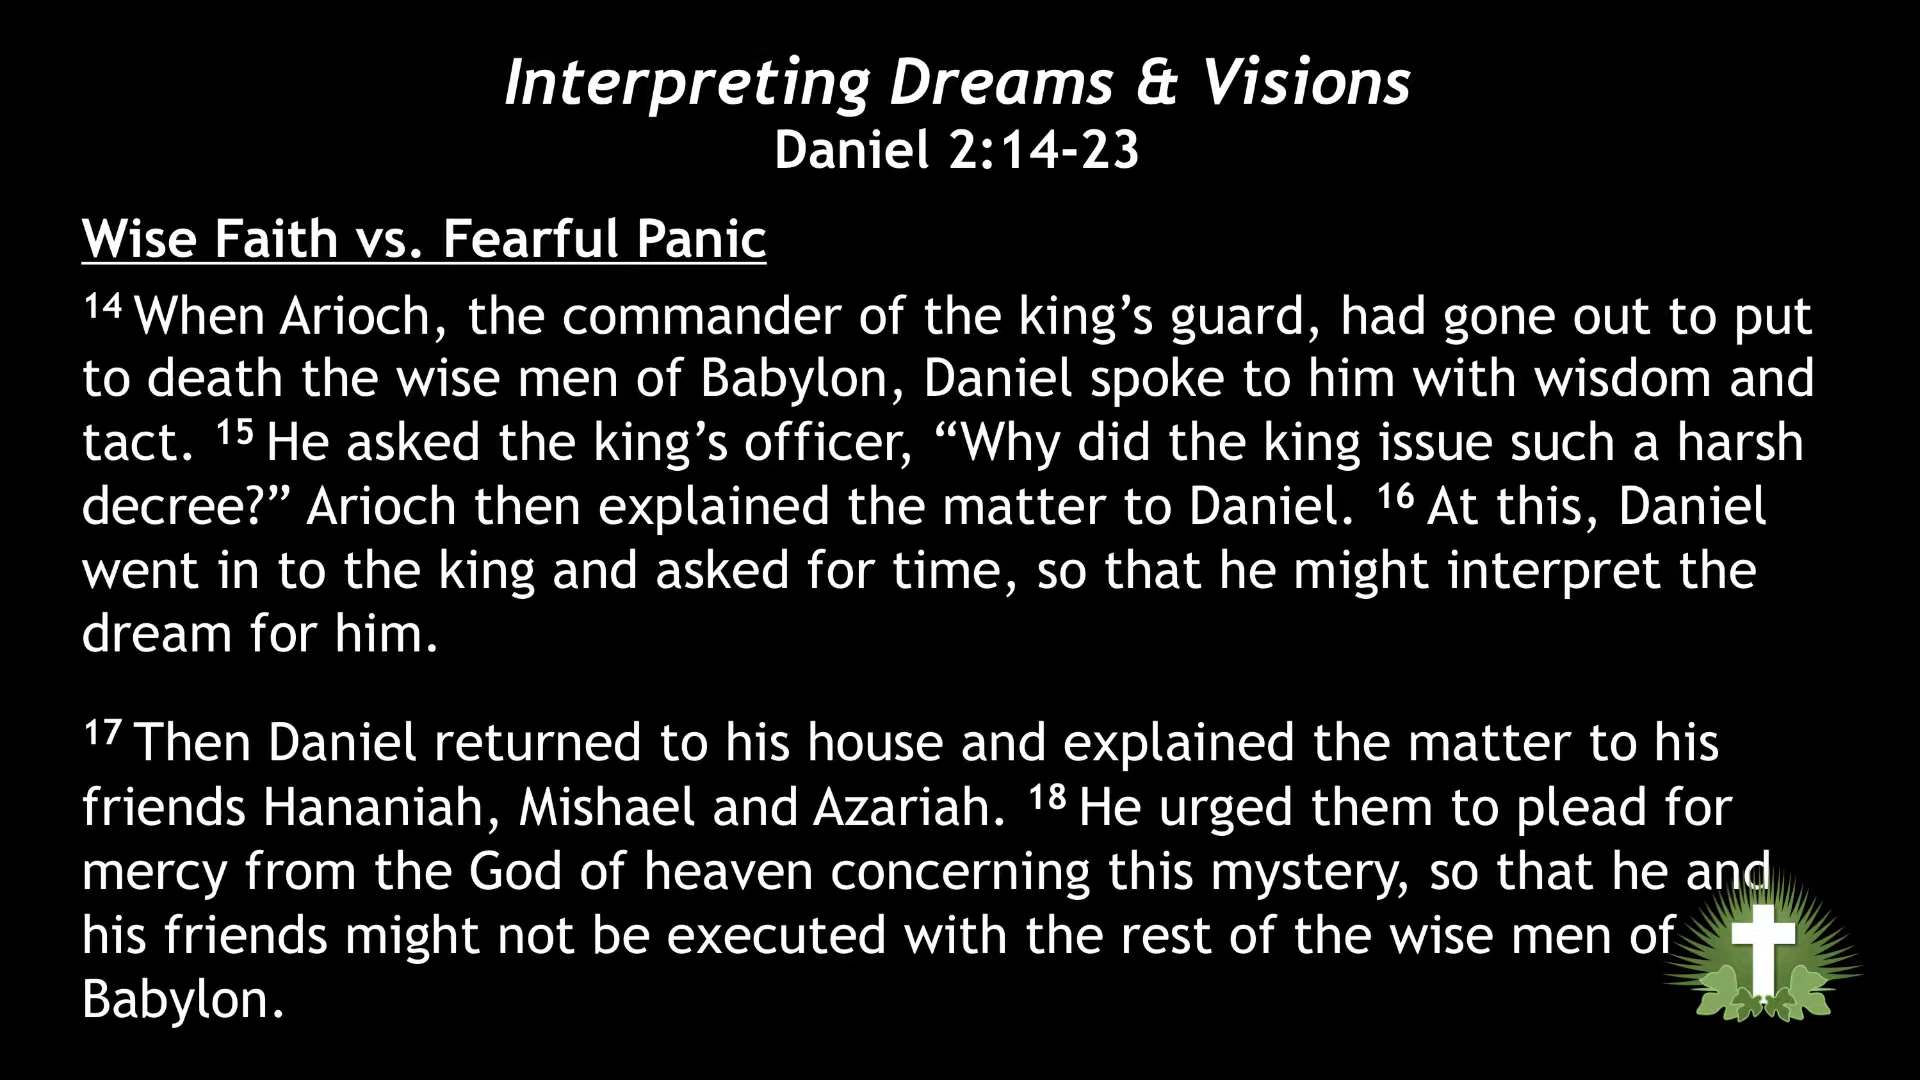 Interpreting Dreams & Visions
Daniel 2:14-23
Wise Faith vs. Fearful Panic
14 When Arioch, the commander of the king’s guard, had gone out to put
to death the wise men of Babylon, Daniel spoke to him with wisdom and
tact. 15 He asked the king’s officer, “Why did the king issue such a harsh
decree?” Arioch then explained the matter to Daniel. 16 At this, Daniel
went in to the king and asked for time, so that he might interpret the
dream for him.
17 Then Daniel returned to his house and explained the matter to his
friends Hananiah, Mishael and Azariah. 18 He urged them to plead for
mercy from the God of heaven concerning this mystery, so that he and
his friends might not be executed with the rest of the wise men of
Babylon.